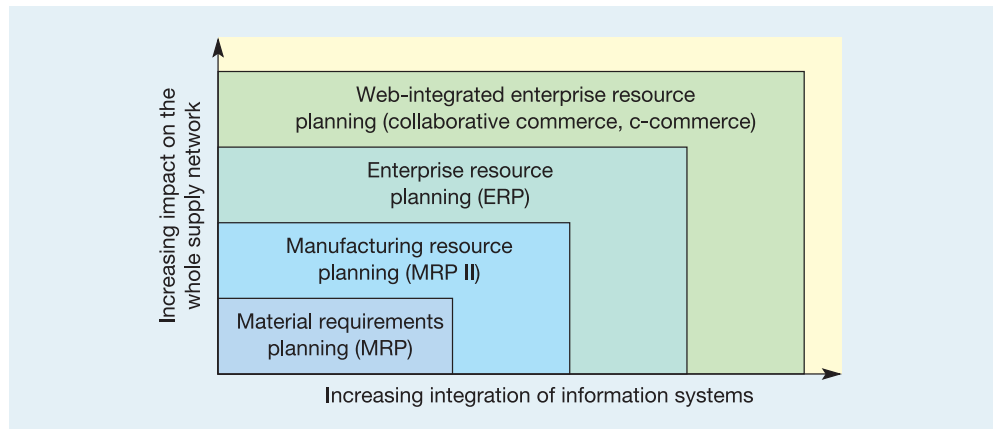 Increasing impact on the
whole supply network
Web-integrated enterprise resource
planning (collaborative commerce, c-commerce)
Enterprise resource
planning (ERP)
Manufacturing resource
planning (MRP II)
Material requirements
planning (MRP)
Increasing integration of information systems